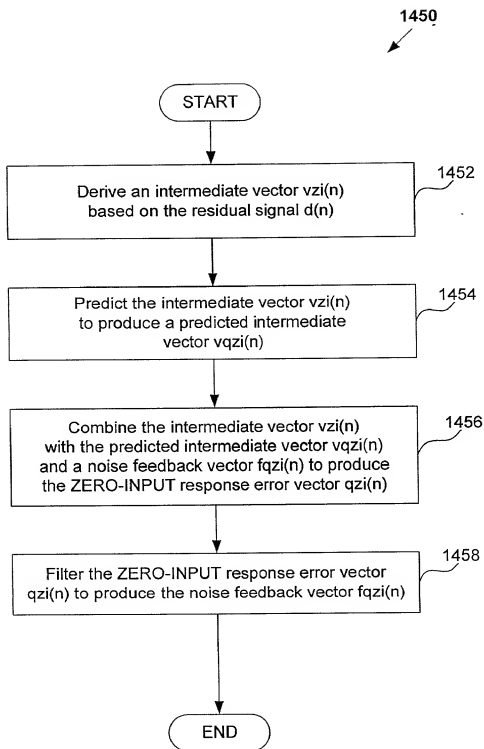 1450
START
1452
Derive an intermediate vector vzi(n)
based on the residual signal d(n)
1454
Predict the intermediate vector vzi(n)
to produce a predicted intermediate
vector vqzi(n)
1456
Combine the intermediate vector vzi(n)
with the predicted intermediate vector vqzi(n)
and a noise feedback vector fqzi(n) to produce
the ZERO-INPUT response error vector qzi(n)
1458
Filter the ZERO-INPUT response error vector
qzi(n) to produce the noise feedback vector fqzi(n)
END